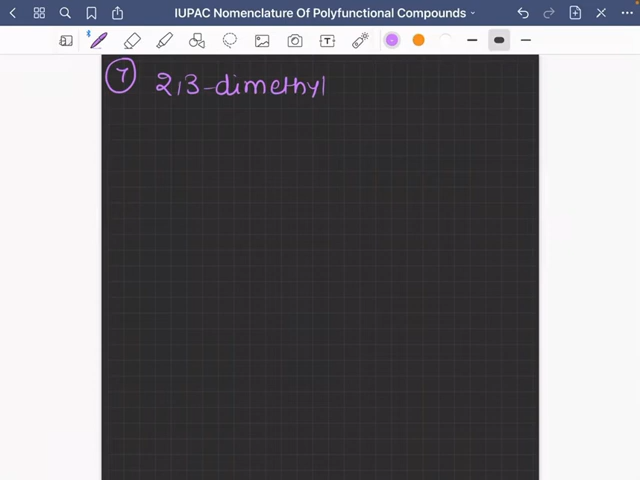 IUPAC Nomenclature Of Polyfunctional Compounds
7 2,3-dimethyl